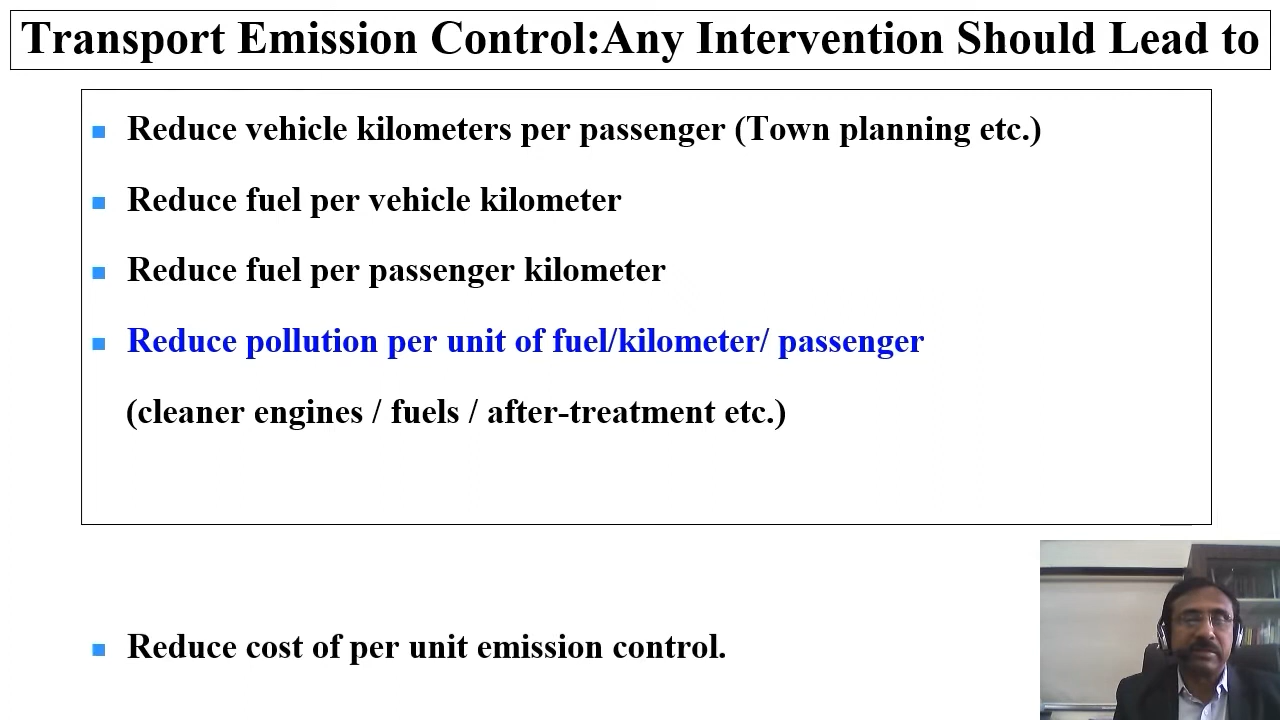 Transport Emission Control:Any Intervention Should Lead to
Reduce vehicle kilometers per passenger (Town planning etc.)
Reduce fuel per vehicle kilometer
Reduce fuel per passenger kilometer
Reduce pollution per unit of fuel/kilometer/ passenger
(cleaner engines / fuels / after-treatment etc.)
Reduce cost of per unit emission control.